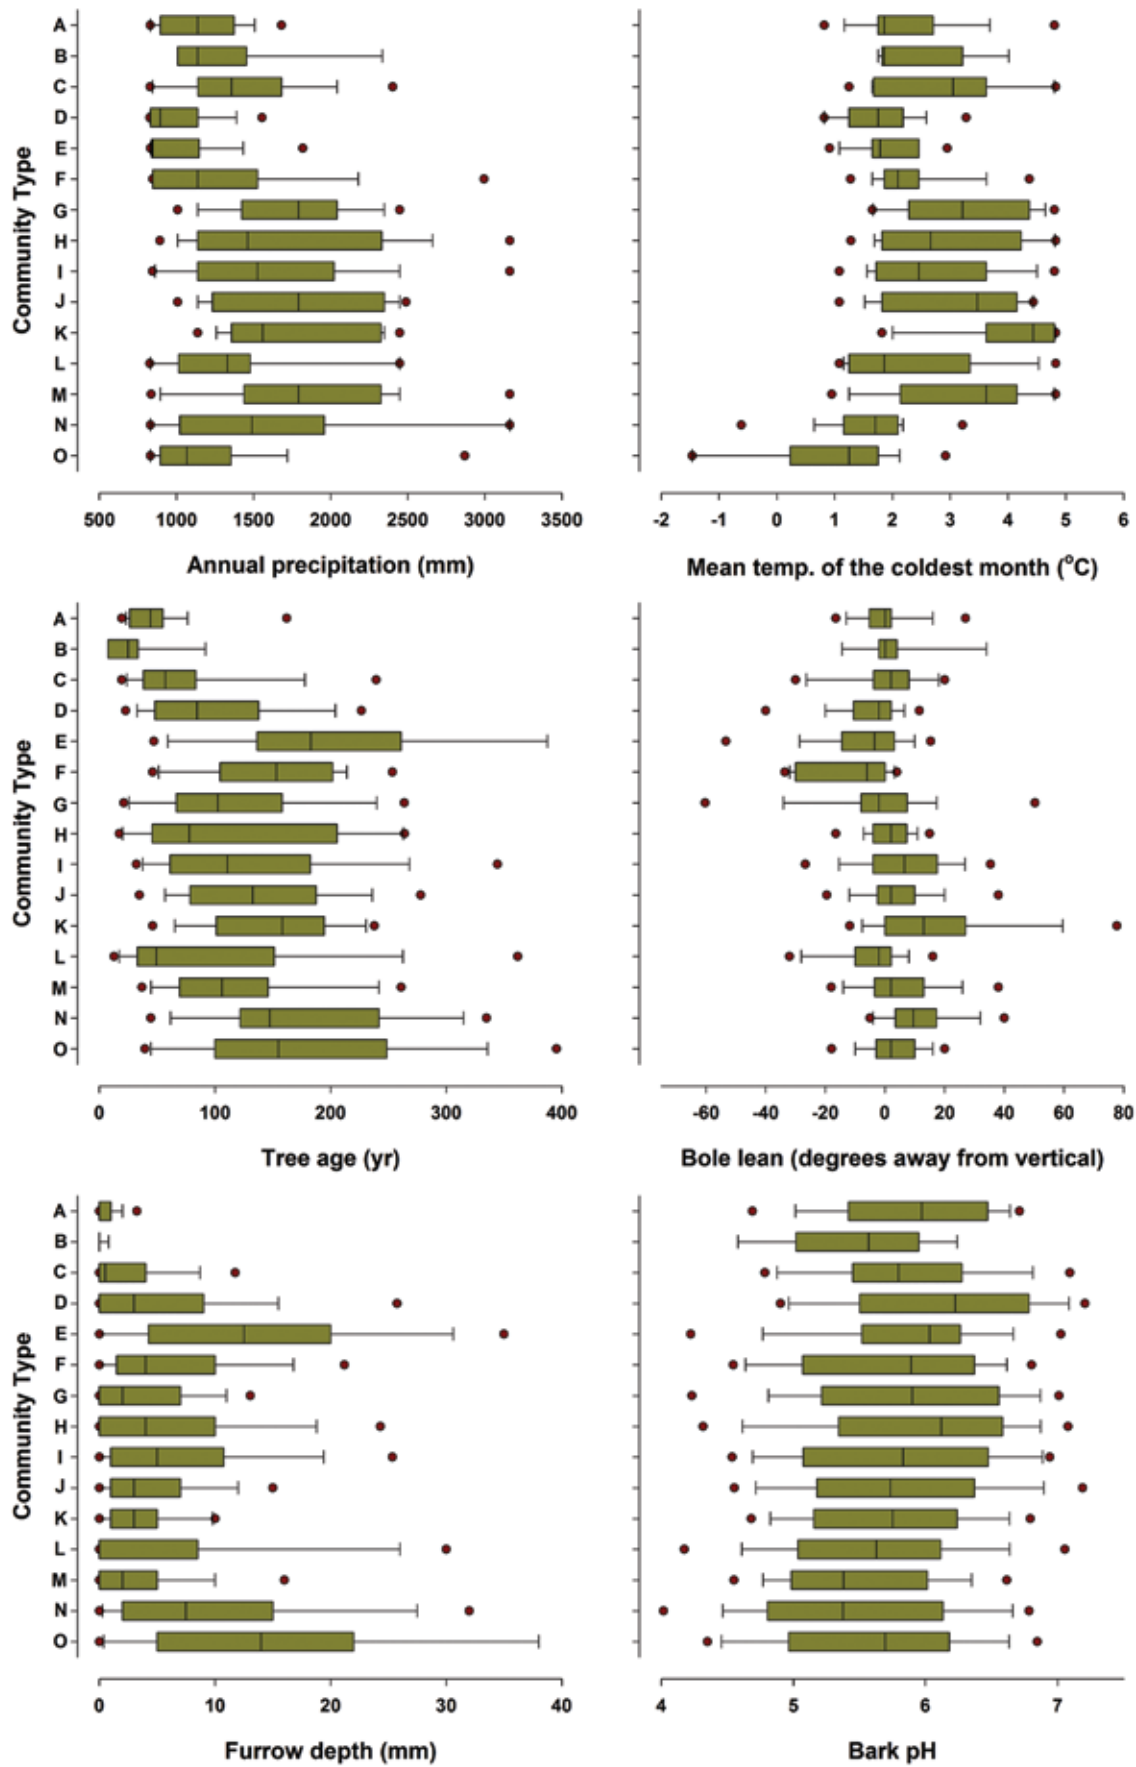 Community Type
A
B
C
D
E
F
G
H
I
J
K
L
M
N
O
500 1000 1500 2000 2500 3000 3500
Annual precipitation (mm)
-2 -1 0 1 2 3 4 5 6
Mean temp. of the coldest month (°C)
Community Type
A
B
C
D
E
F
G
H
I
J
K
L
M
N
O
0 100 200 300 400
Tree age (yr)
-60 -40 -20 0 20 40 60 80
Bole lean (degrees away from vertical)
Community Type
A
B
C
D
E
F
G
H
I
J
K
L
M
N
O
0 10 20 30 40
Furrow depth (mm)
4 5 6 7
Bark pH